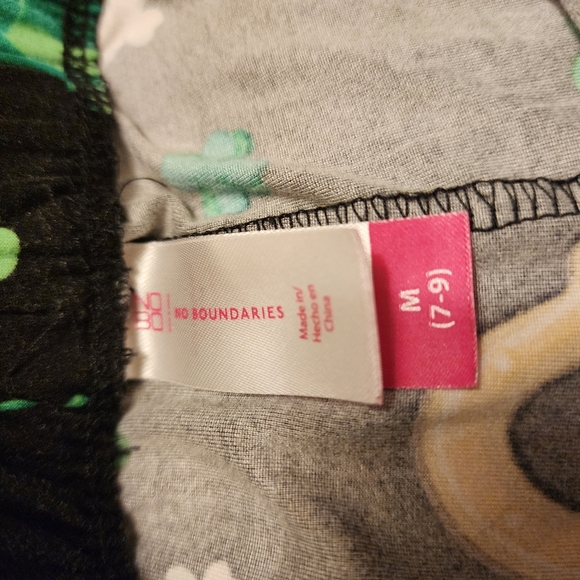 NO BOUNDARIES
Made in/
Hecho en
China
M
(7-9)